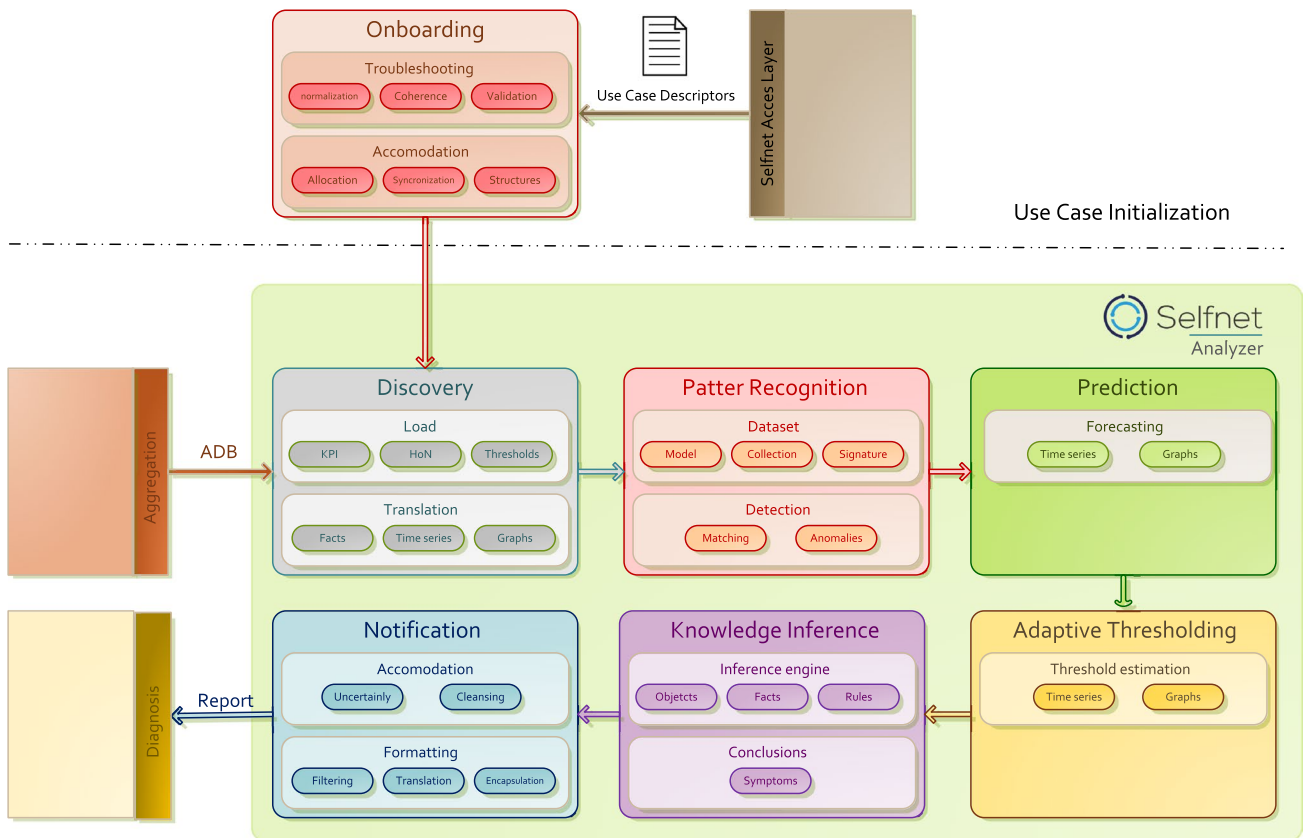 Onboarding
Troubleshooting
normalization
Coherence
Validation
Accomodation
Allocation
Syncronization
Structures
Use Case Descriptors
Selfnet Acces Layer
Use Case Initialization
Selfnet
Analyzer
Aggregation
ADB
Discovery
Load
KPI
HoN
Thresholds
Translation
Facts
Time series
Graphs
Patter Recognition
Dataset
Model
Collection
Signature
Detection
Matching
Anomalies
Prediction
Forecasting
Time series
Graphs
Diagnosis
Report
Notification
Accomodation
Uncertainly
Cleansing
Formatting
Filtering
Translation
Encapsulation
Knowledge Inference
Inference engine
Objetcts
Facts
Rules
Conclusions
Symptoms
Adaptive Thresholding
Threshold estimation
Time series
Graphs